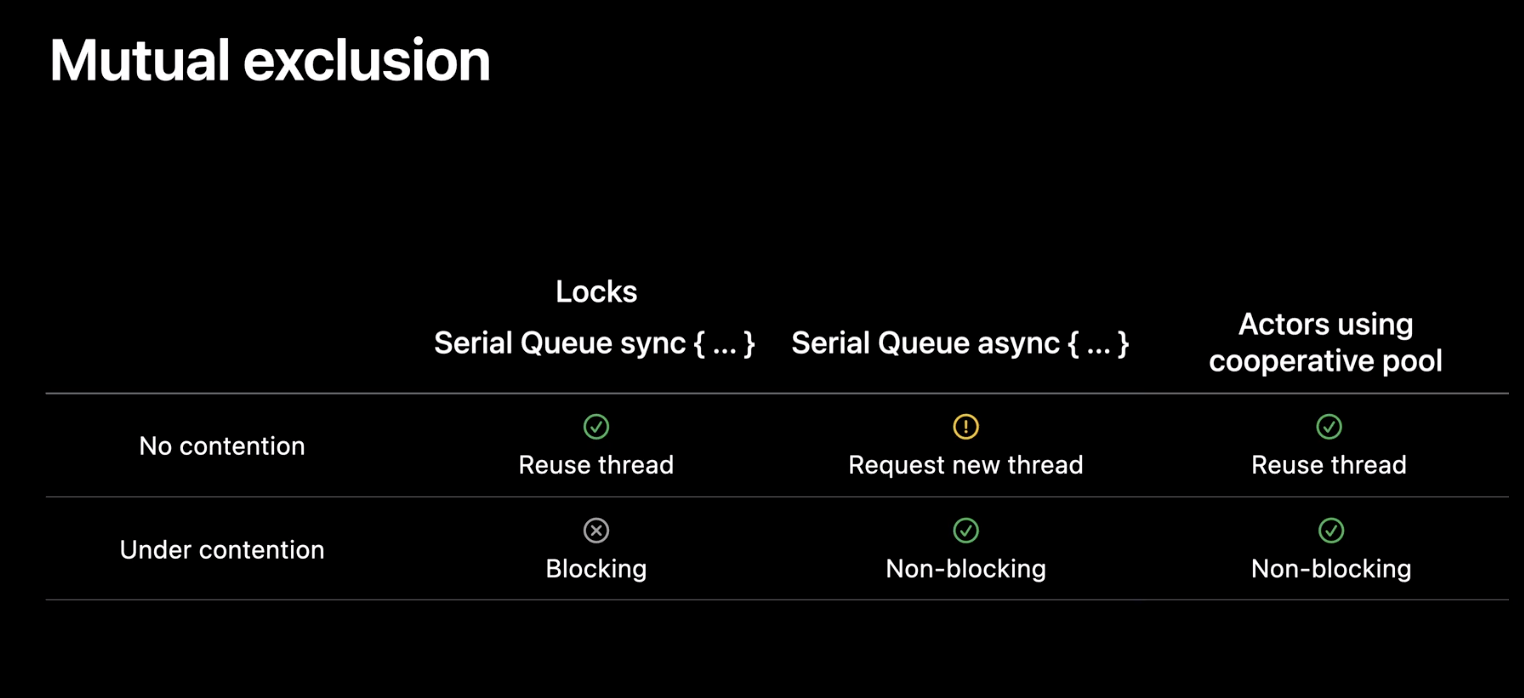 Mutual exclusion
Locks
Serial Queue sync { ... }
Serial Queue async { ... }
Actors using
cooperative pool
No contention
Reuse thread
Request new thread
Reuse thread
Under contention
Blocking
Non-blocking
Non-blocking